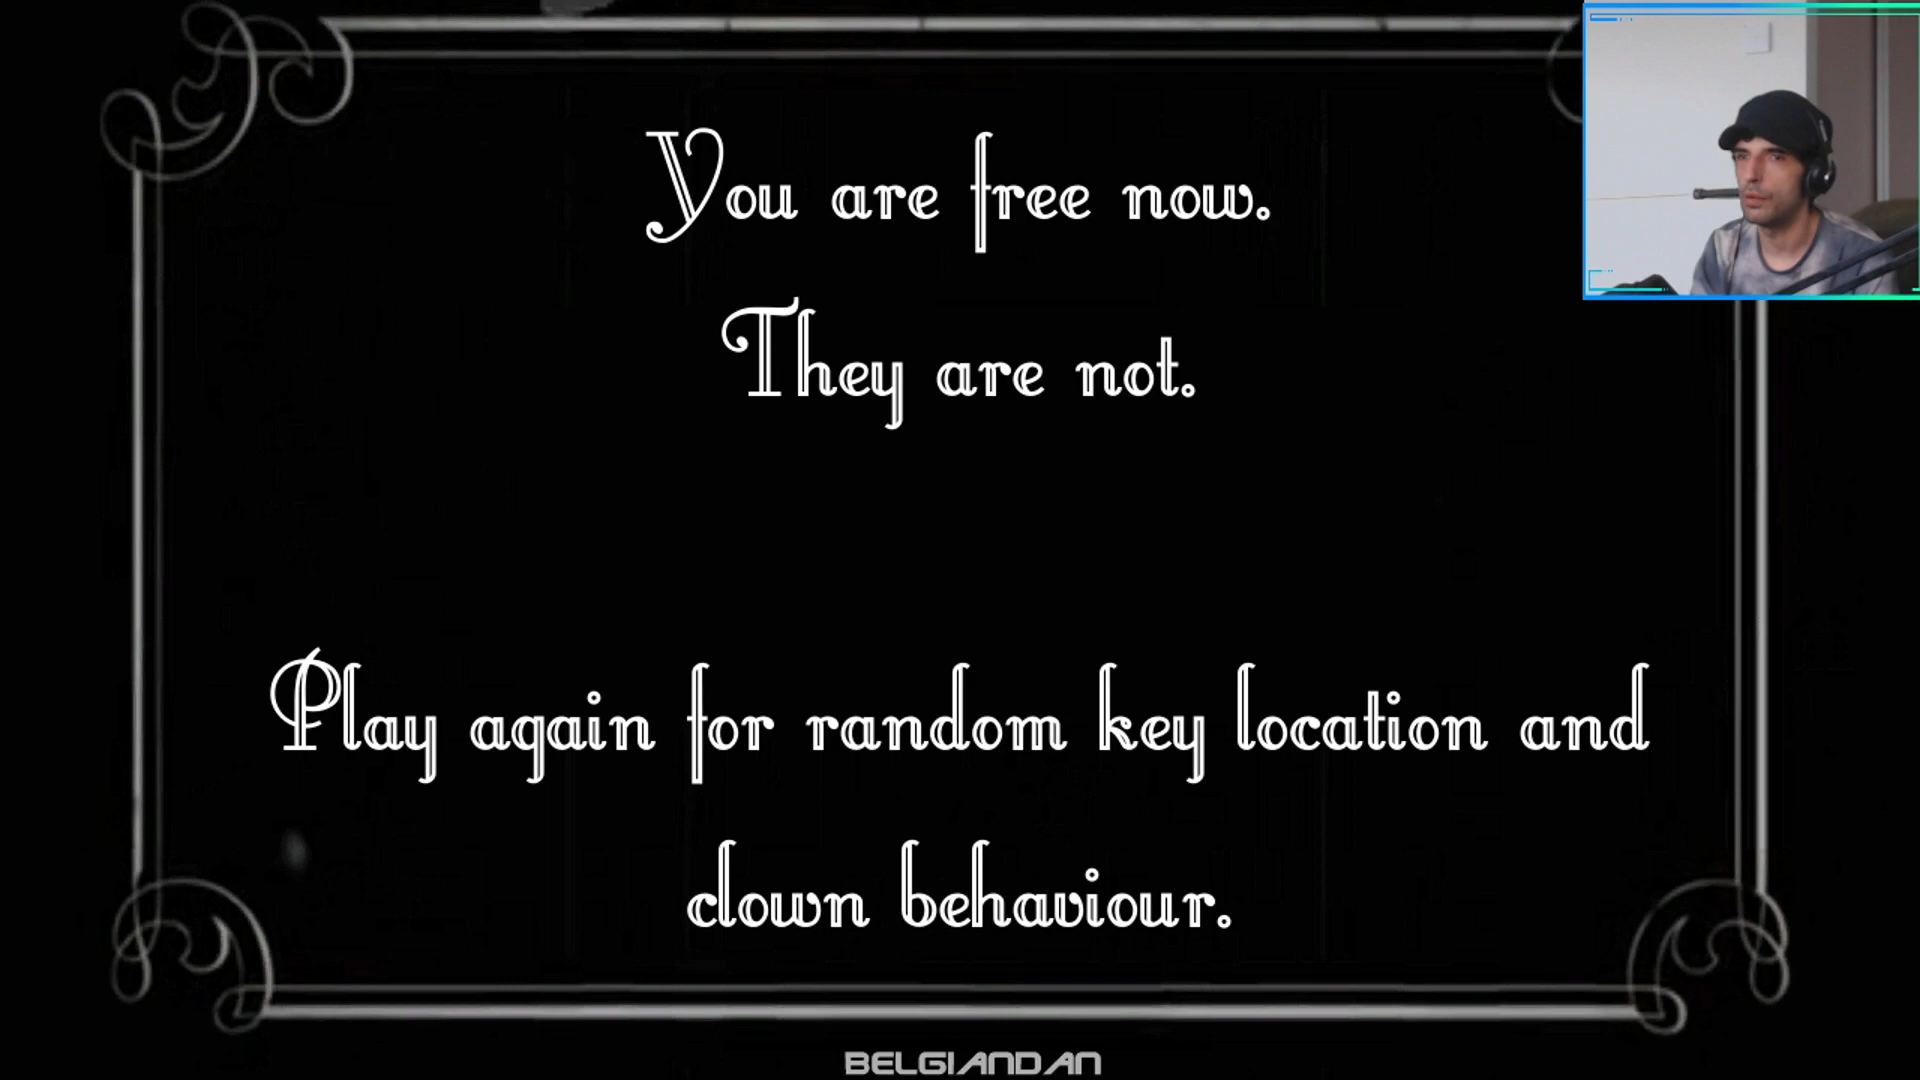 You are free now.
They are not.
Play again for random key location and
clown behaviour.
BELGIANDAN